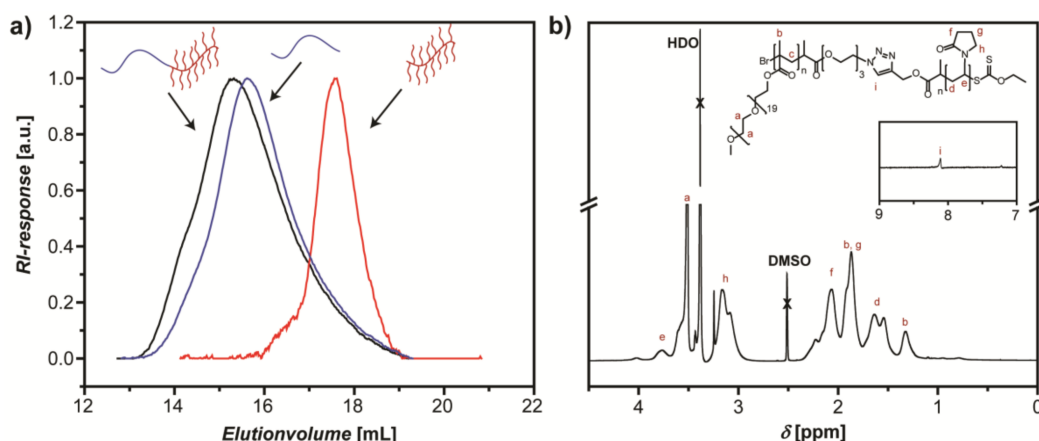 a)
1.2
1.0
0.8
0.6
0.4
0.2
0.0
RI-response [a.u.]
12 14 16 18 20 22
Elutionvolume [mL]
b)
HDO
DMSO
a
e
h
f
b, g
d
b
b
c
Br
n
O
O
O
O
3
N
N=N
i
O
O
n
d
e
S
S
O
f
g
h
O
N
O
19
a
O
a
O
i
9 8 7
4 3 2 1 0
δ [ppm]